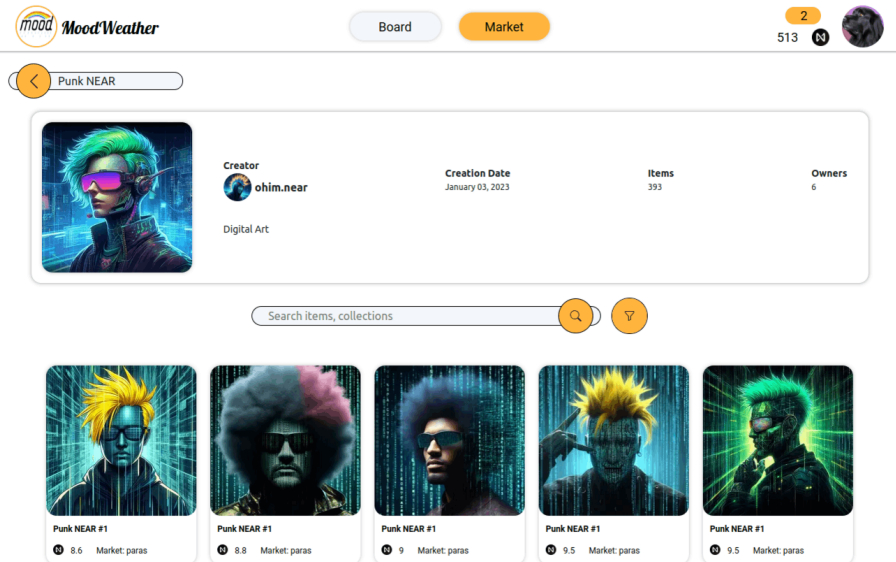 mood MoodWeather
Board
Market
2
513
Punk NEAR
Creator
ohim.near
Creation Date
January 03, 2023
Items
393
Owners
6
Digital Art
Search items, collections
Punk NEAR #1
8.6 Market: paras
Punk NEAR #1
8.8 Market: paras
Punk NEAR #1
9 Market: paras
Punk NEAR #1
9.5 Market: paras
Punk NEAR #1
9.5 Market: paras